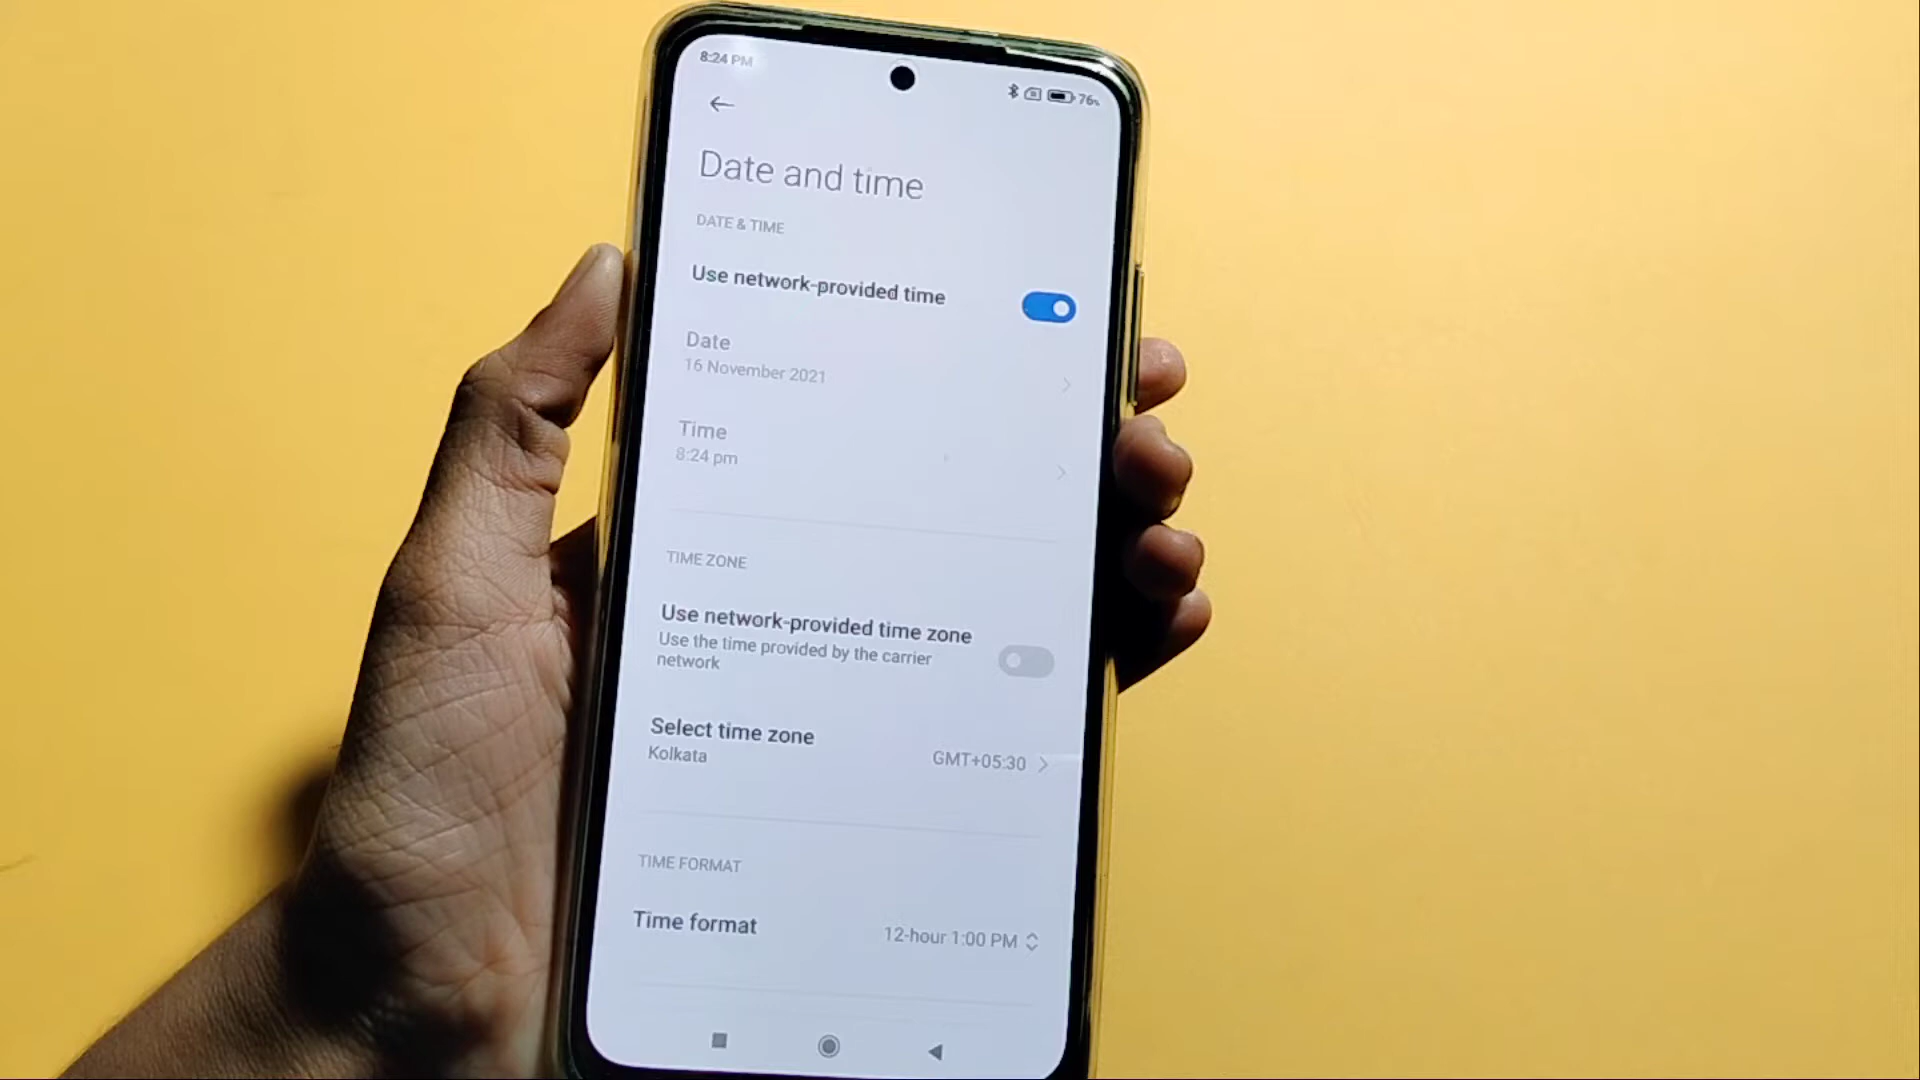 8:24 PM
76%
Date and time
DATE & TIME
Use network-provided time
Date
16 November 2021
Time
8:24 pm
TIME ZONE
Use network-provided time zone
Use the time provided by the carrier
network
Select time zone
Kolkata
GMT+05:30
TIME FORMAT
Time format
12-hour 1:00 PM